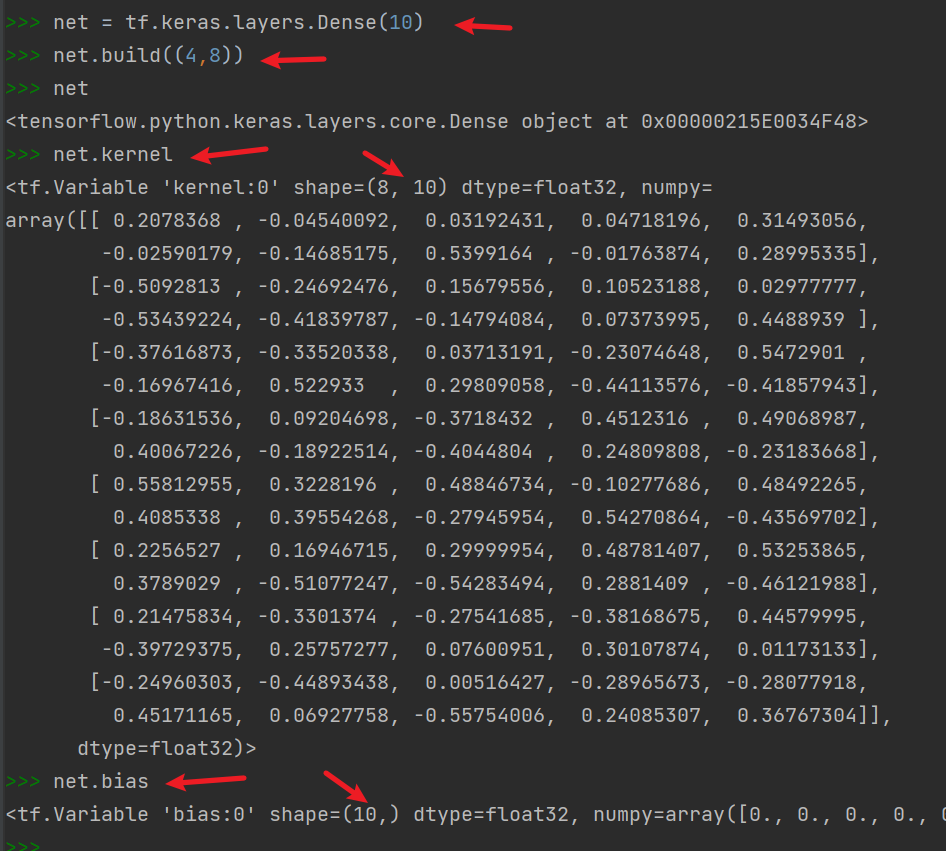 >>> net = tf.keras.layers.Dense(10)
>>> net.build((4,8))
>>> net
<tensorflow.python.keras.layers.core.Dense object at 0x00000215E0034F48>
>>> net.kernel
<tf.Variable 'kernel:0' shape=(8, 10) dtype=float32, numpy=
array([[ 0.2078368 , -0.04540092,  0.03192431,  0.04718196,  0.31493056,
        -0.02590179, -0.14685175,  0.5399164 , -0.01763874,  0.28995335],
       [-0.5092813 , -0.24692476,  0.15679556,  0.10523188,  0.02977777,
        -0.53439224, -0.41839787, -0.14794084,  0.07373995,  0.4488939 ],
       [-0.37616873, -0.33520338,  0.03713191, -0.23074648,  0.5472901 ,
        -0.16967416,  0.522933  ,  0.29809058, -0.44113576, -0.41857943],
       [-0.18631536,  0.09204698, -0.3718432 ,  0.4512316 ,  0.49068987,
         0.40067226, -0.18922514, -0.4044804 ,  0.24809808, -0.23183668],
       [ 0.55812955,  0.3228196 ,  0.48846734, -0.10277686,  0.48492265,
         0.4085338 ,  0.39554268, -0.27945954,  0.54270864, -0.43569702],
       [ 0.2256527 ,  0.16946715,  0.29999954,  0.48781407,  0.53253865,
         0.3789029 , -0.51077247, -0.54283494,  0.2881409 , -0.46121988],
       [ 0.21475834, -0.3301374 , -0.27541685, -0.38168675,  0.44579995,
        -0.39729375,  0.25757277,  0.07600951,  0.30107874,  0.01173133],
       [-0.24960303, -0.44893438,  0.00516427, -0.28965673, -0.28077918,
         0.45171165,  0.06927758, -0.55754006,  0.24085307,  0.36767304]],
      dtype=float32)>
>>> net.bias
<tf.Variable 'bias:0' shape=(10,) dtype=float32, numpy=array([0., 0., 0., 0.,
>>>